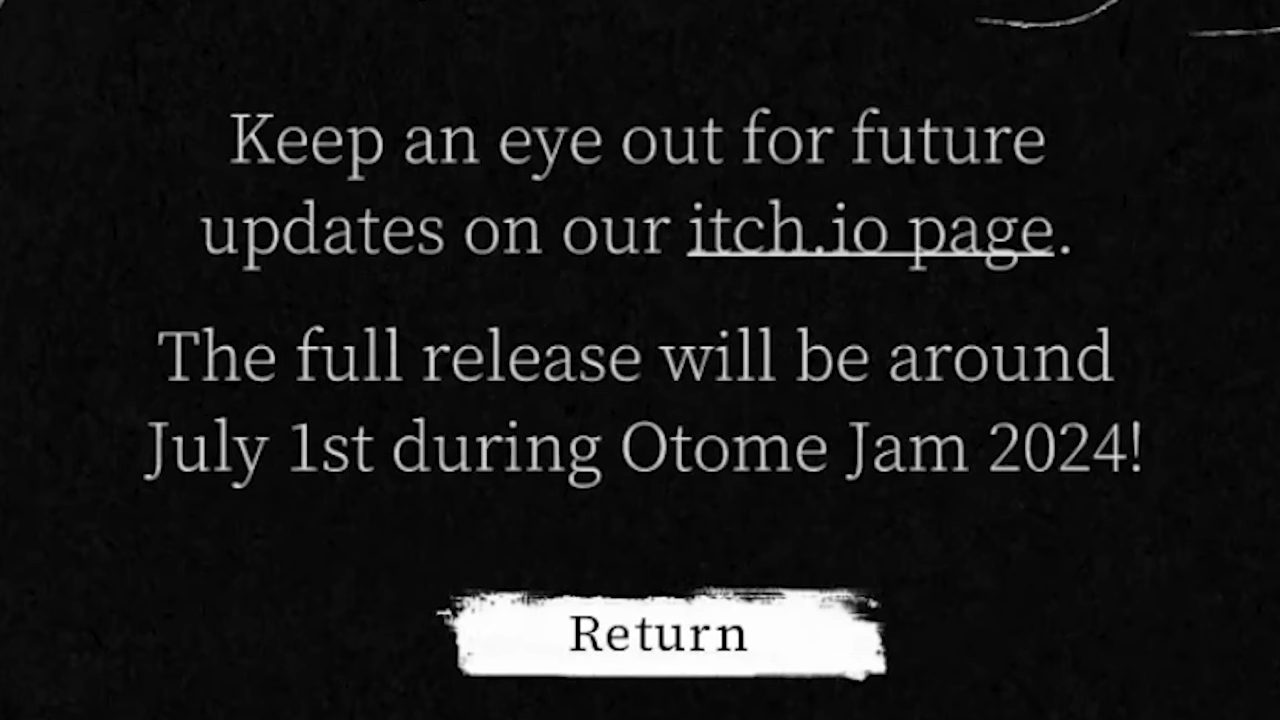 Keep an eye out for future
updates on our itch.io page.
The full release will be around
July 1st during Otome Jam 2024!
Return